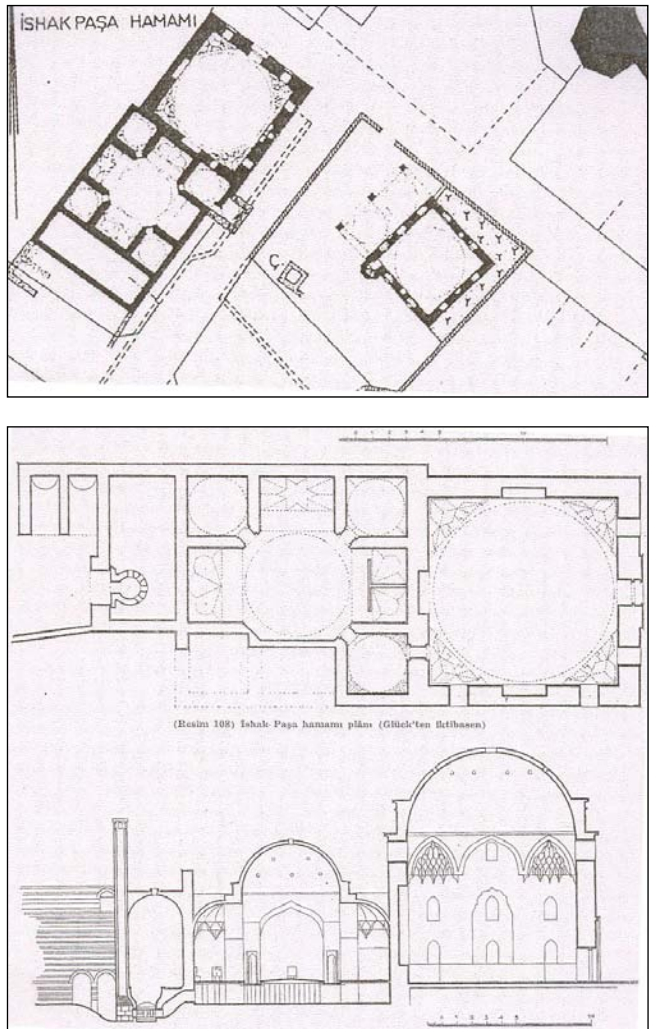 İSHAK PAŞA HAMAMI
Ç
(Resim 108) İshak Paşa hamamı plânı (Glück'ten iktibasen)